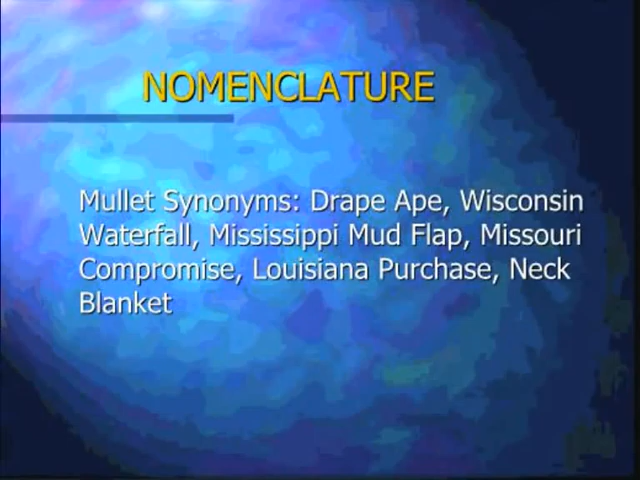 NOMENCLATURE
Mullet Synonyms: Drape Ape, Wisconsin
Waterfall, Mississippi Mud Flap, Missouri
Compromise, Louisiana Purchase, Neck
Blanket